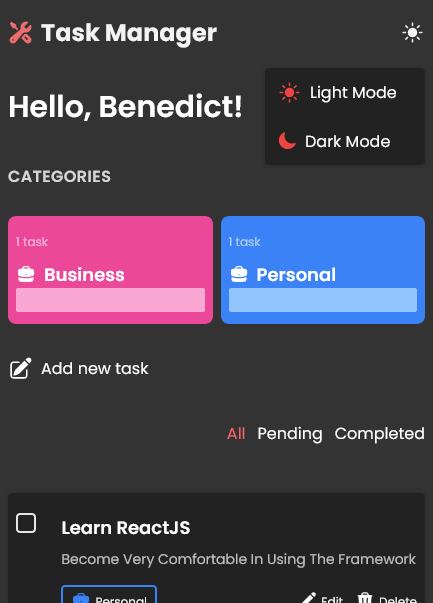 Task Manager
Light Mode
Hello, Benedict!
Dark Mode
CATEGORIES
1 task
Business
1 task
Personal
Add new task
All Pending Completed
Learn ReactJS
Become Very Comfortable In Using The Framework
Personal
Edit
Delete